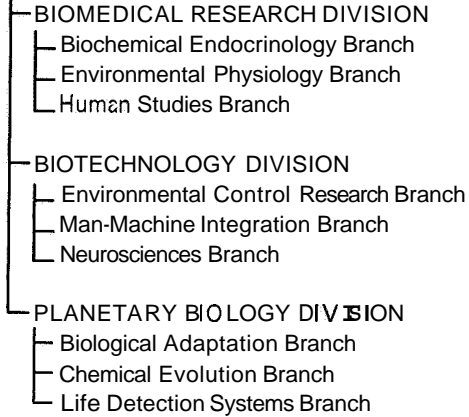 BIOMEDICAL RESEARCH DIVISION
Biochemical Endocrinology Branch
Environmental Physiology Branch
Human Studies Branch
BIOTECHNOLOGY DIVISION
Environmental Control Research Branch
Man-Machine Integration Branch
Neurosciences Branch
PLANETARY BIOLOGY DIVISION
Biological Adaptation Branch
Chemical Evolution Branch
Life Detection Systems Branch